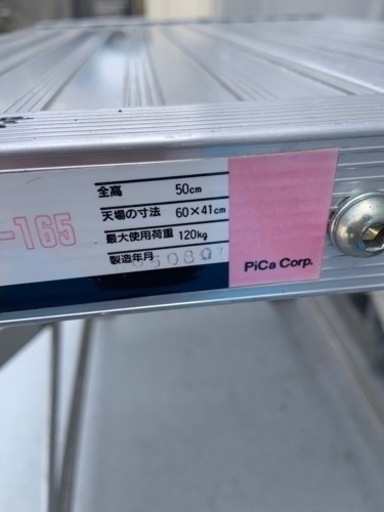 -165
全高 50cm
天場の寸法 60×41cm
最大使用荷重 120kg
製造年月
PiCa Corp.